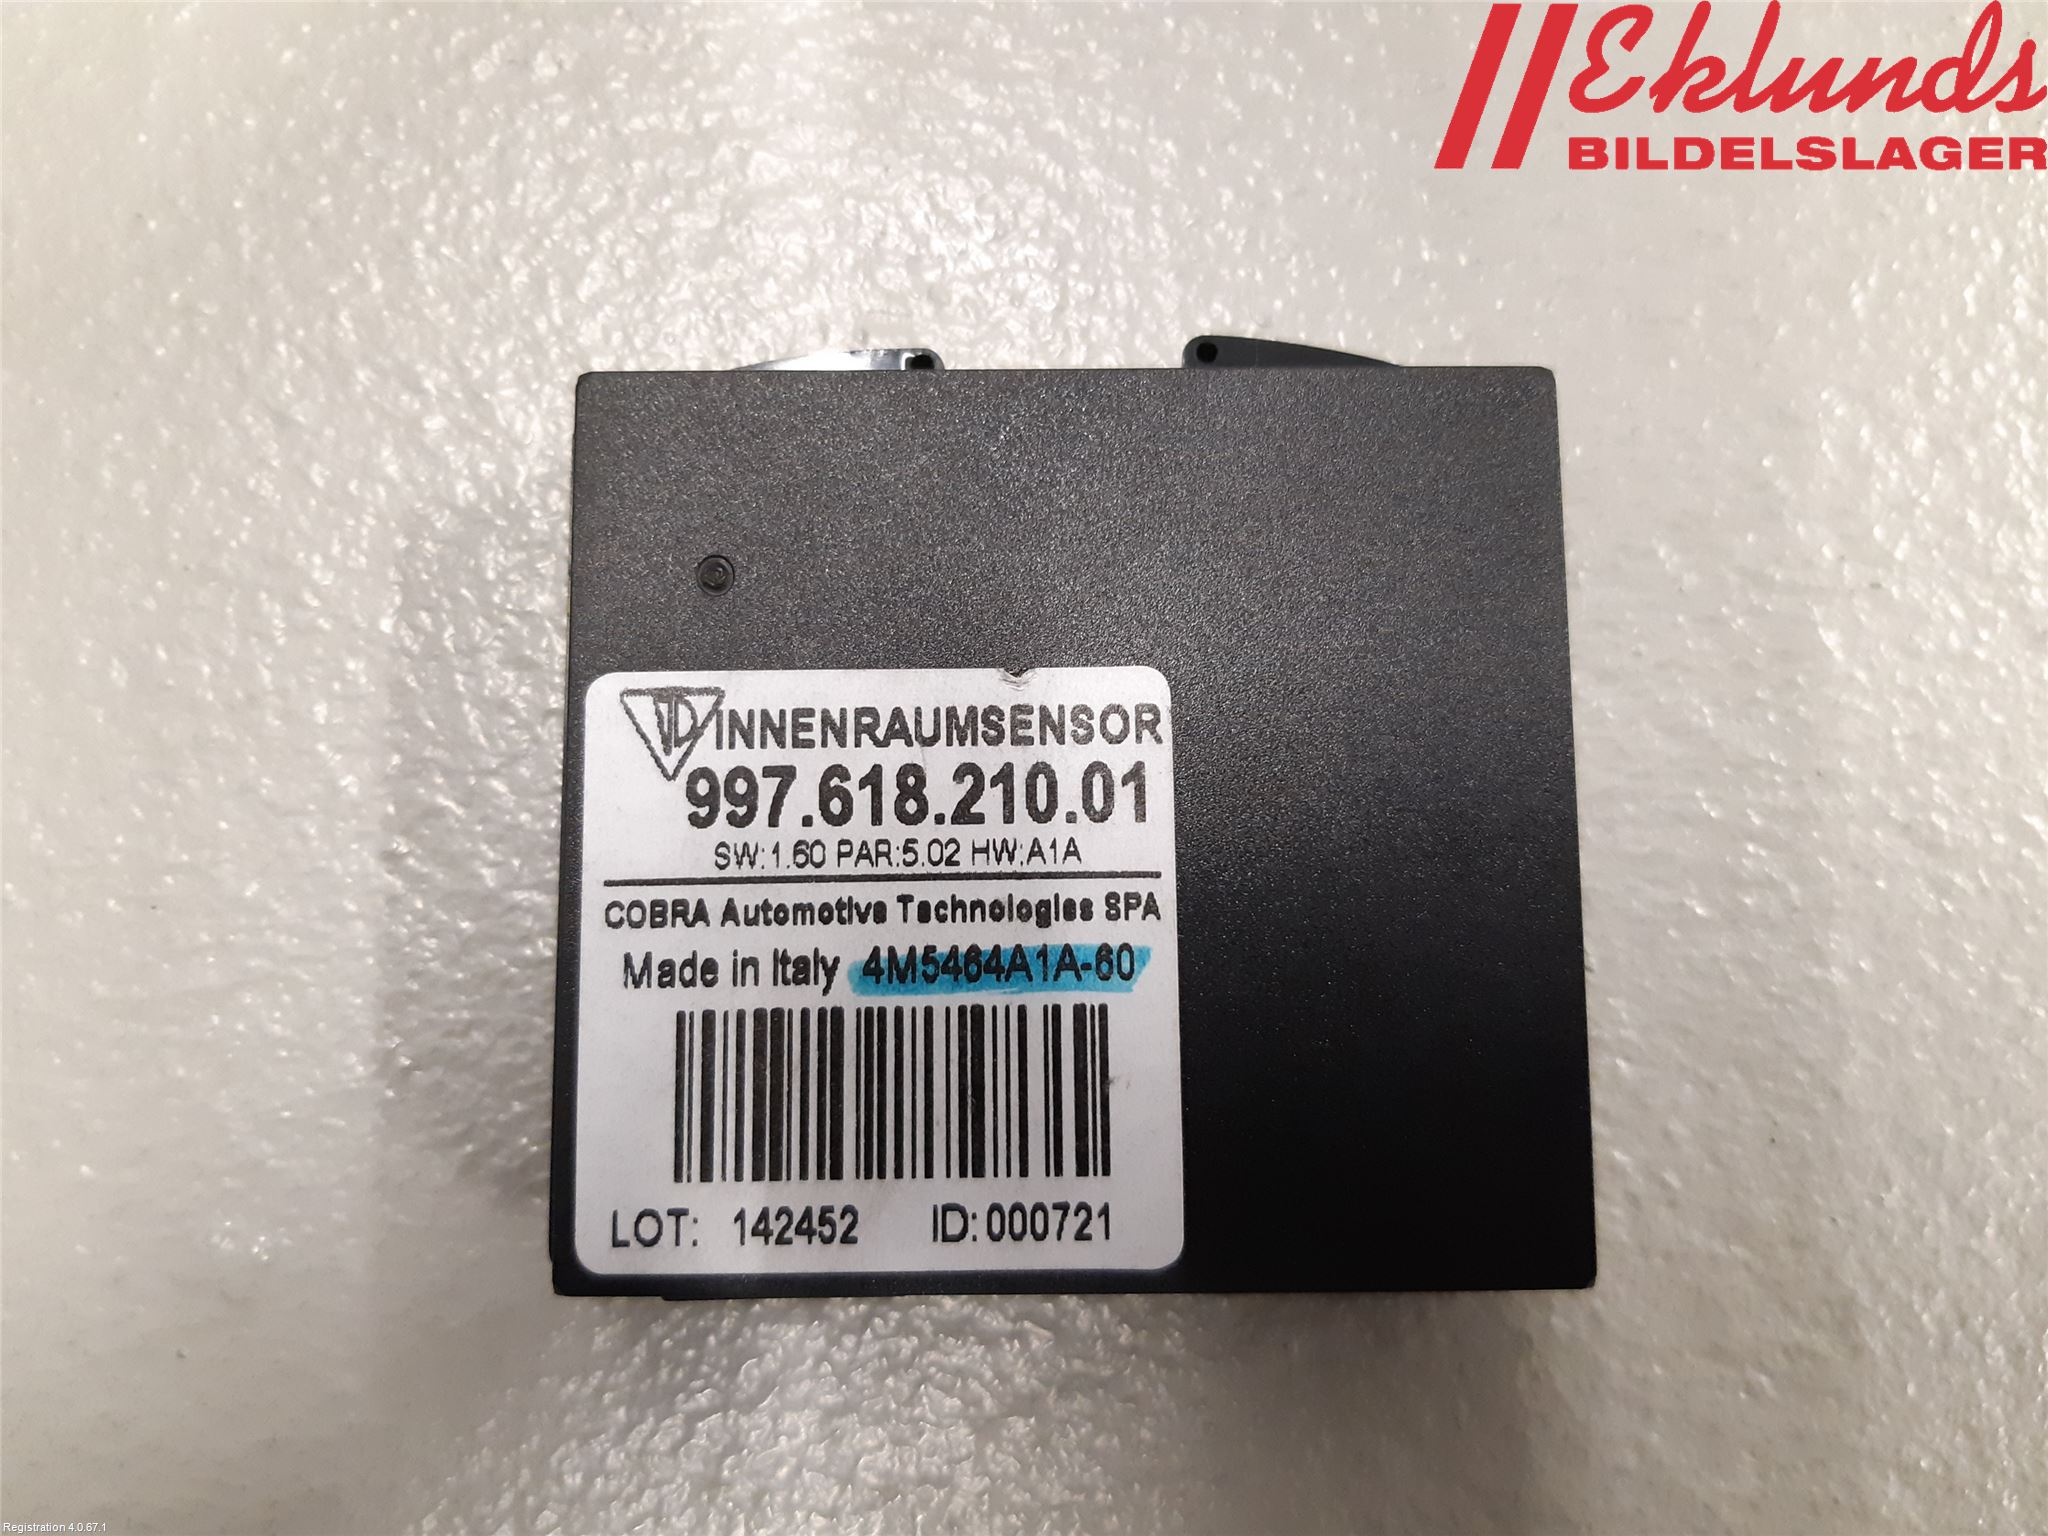 Eklunds
BILDELSLAGER
INNENRAUMSENSOR
997.618.210.01
SW:1.60 PAR:5.02 HW:A1A
COBRA Automotive Technologies SPA
Made in Italy 4M5464A1A-60
LOT: 142452 ID:000721
Registration 4.0.67.1